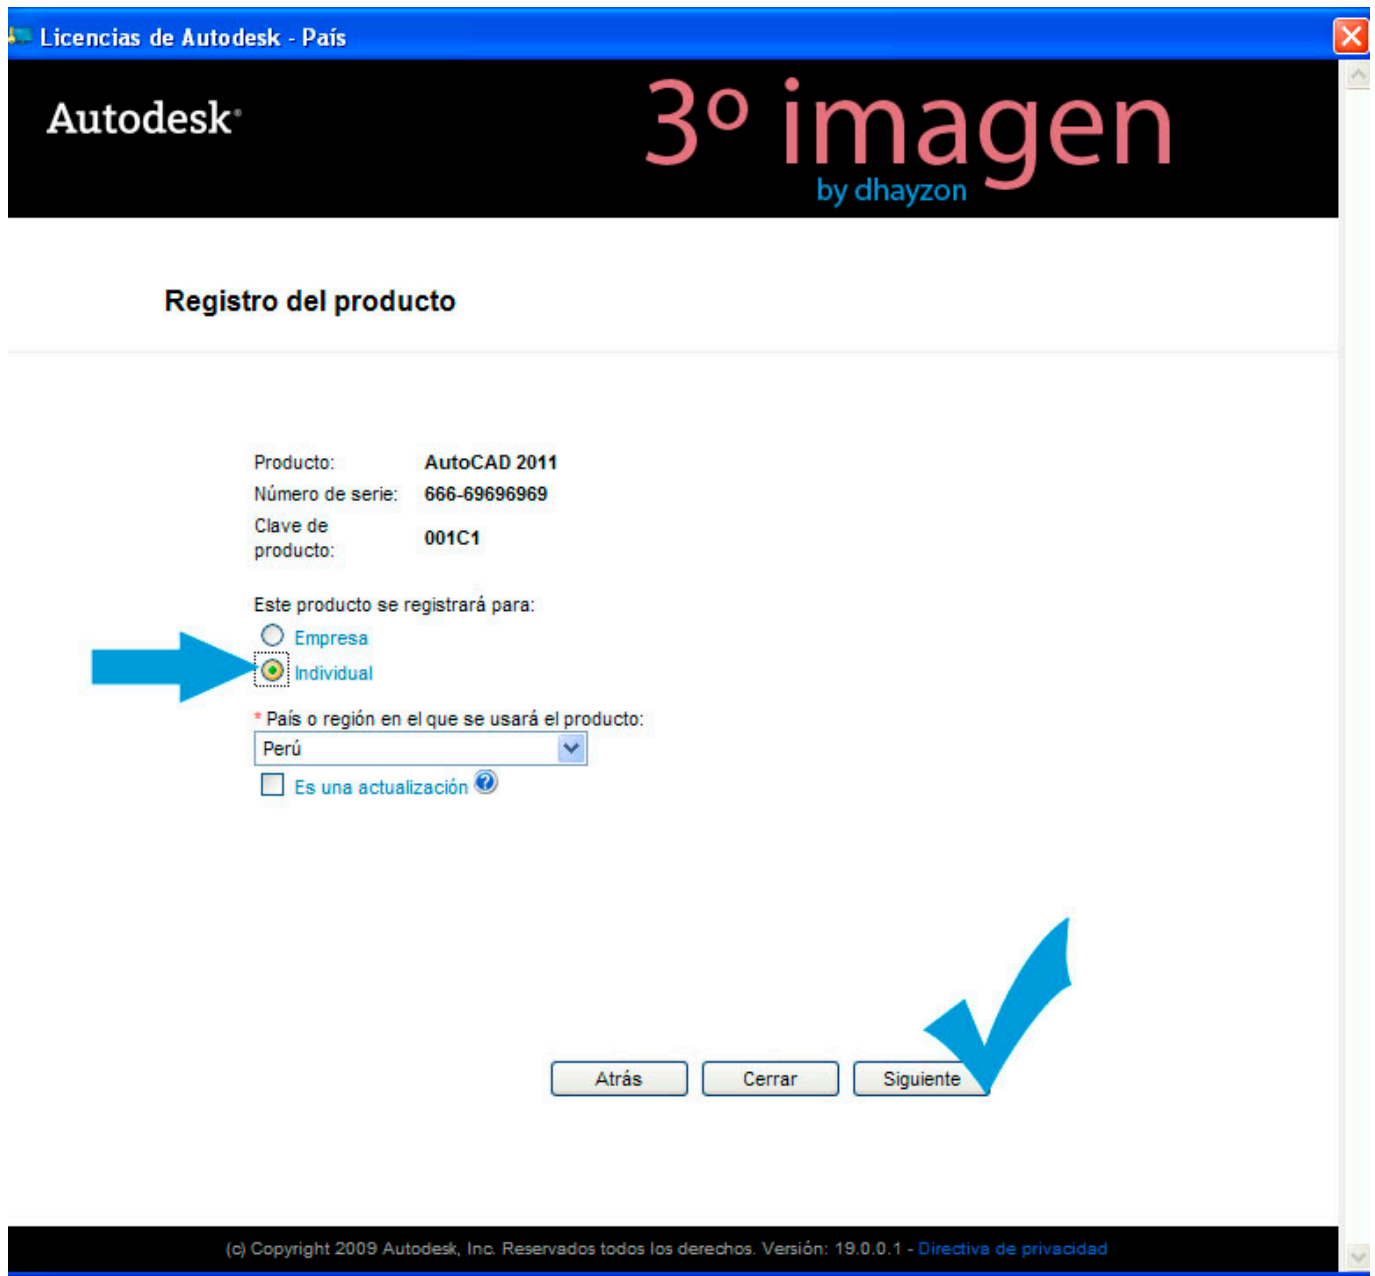 Licencias de Autodesk - País
Autodesk®
3º imagen
by dhayzon
Registro del producto
Producto: AutoCAD 2011
Número de serie: 666-69696969
Clave de
producto: 001C1
Este producto se registrará para:
Empresa
Individual
* País o región en el que se usará el producto:
Perú
Es una actualización ?
Atrás Cerrar Siguiente
(c) Copyright 2009 Autodesk, Inc. Reservados todos los derechos. Versión: 19.0.0.1 - Directiva de privacidad